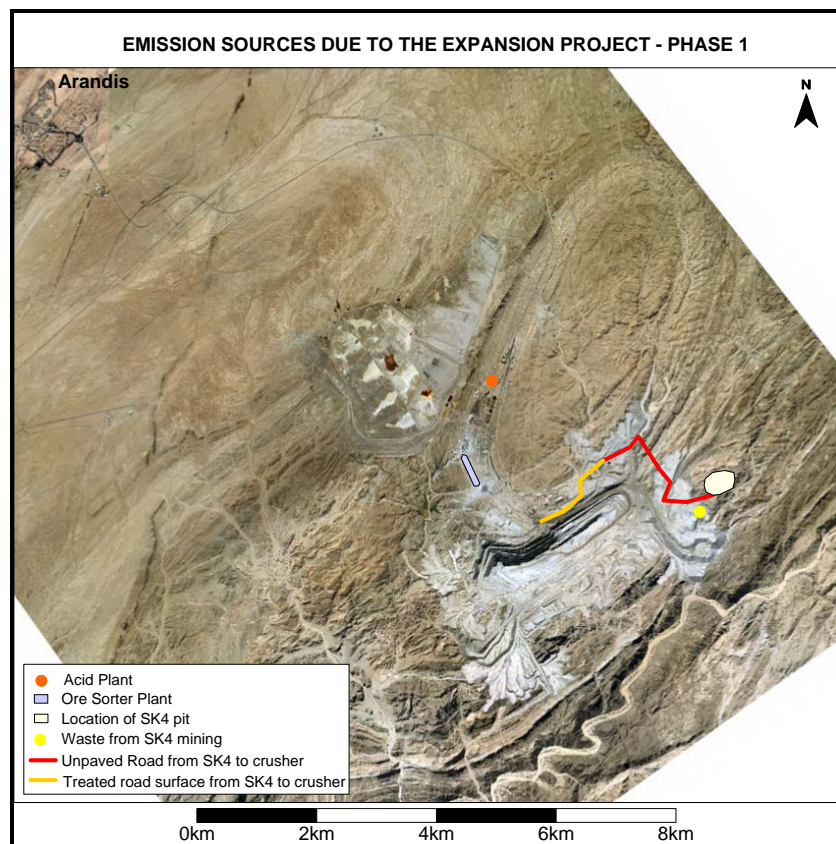 EMISSION SOURCES DUE TO THE EXPANSION PROJECT - PHASE 1
Arandis
N
Acid Plant
Ore Sorter Plant
Location of SK4 pit
Waste from SK4 mining
Unpaved Road from SK4 to crusher
Treated road surface from SK4 to crusher
0km 2km 4km 6km 8km